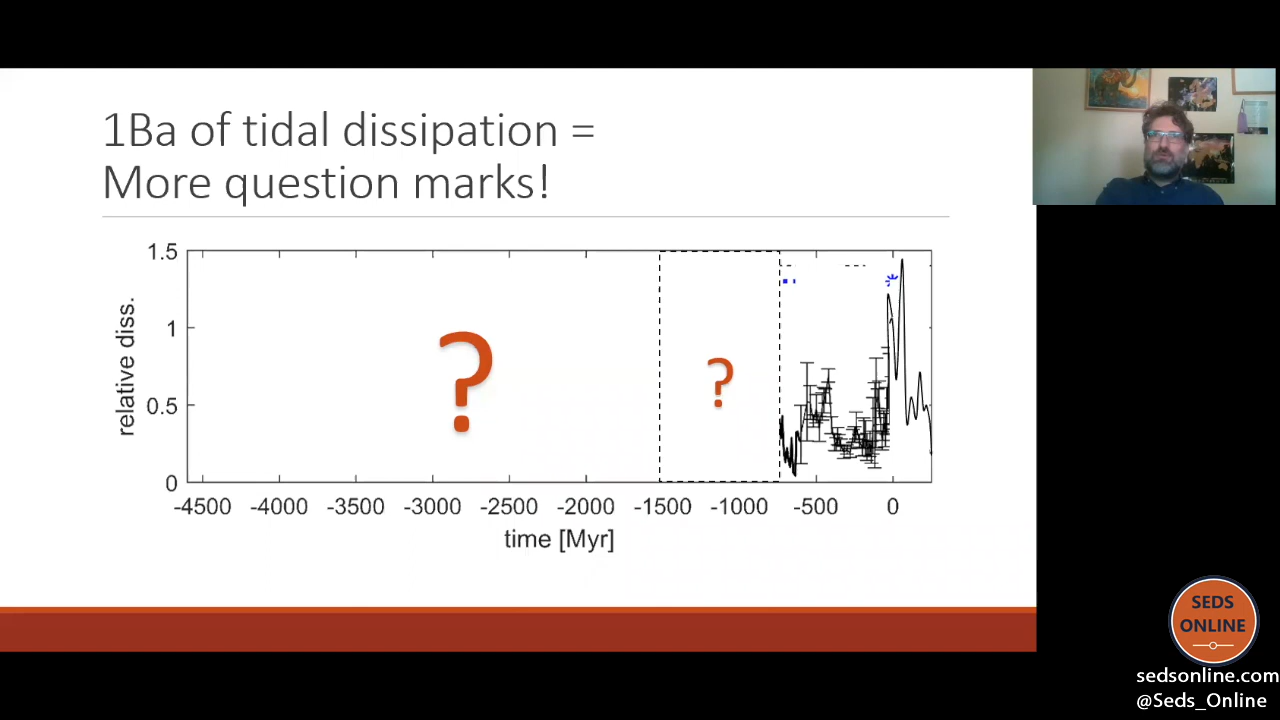 1Ba of tidal dissipation =
More question marks!
1.5
1
0.5
0
relative diss.
?
?
-4500 -4000 -3500 -3000 -2500 -2000 -1500 -1000 -500 0
time [Myr]
SEDS
ONLINE
sedsonline.com
@Seds_Online